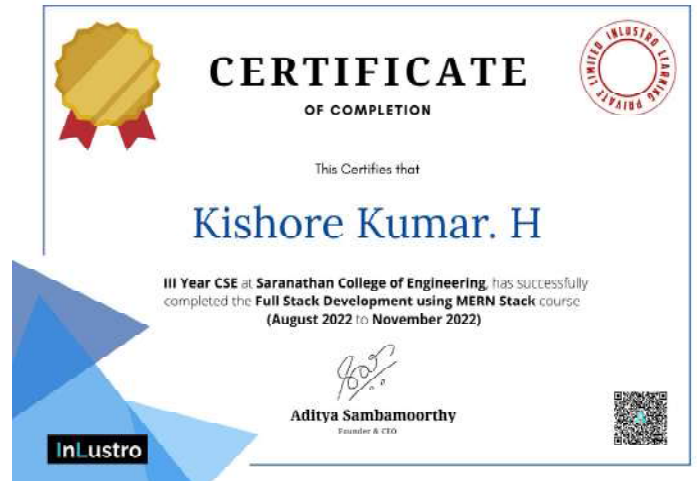 CERTIFICATE
INLUSTRO LEARNING PRIVATE LIMITED
OF COMPLETION
This Certifies that
Kishore Kumar. H
III Year CSE at Saranathan College of Engineering, has successfully
completed the Full Stack Development using MERN Stack course
(August 2022 to November 2022)
Aditya Sambamoorthy
Founder & CEO
InLustro